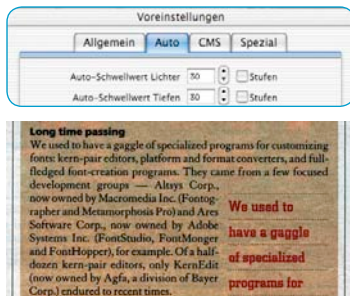 Voreinstellungen
Allgemein Auto CMS Spezial
Auto-Schwellwert Lichter 30 Stufen
Auto-Schwellwert Tiefen 30 Stufen
Long time passing
We used to have a gaggle of specialized programs for customizing
fonts: kern-pair editors, platform and format converters, and full-
fledged font-creation programs. They came from a few focused
development groups — Altsys Corp.,
now owned by Macromedia Inc. (Fontog-
rapher and Metamorphosis Pro) and Ares
Software Corp., now owned by Adobe
Systems Inc. (FontStudio, FontMonger
and FontHopper), for example. Of a half-
dozen kern-pair editors, only KernEdit
(now owned by Agfa, a division of Bayer
Corp.) endured to recent times.
We used to
have a gaggle
of specialized
programs for